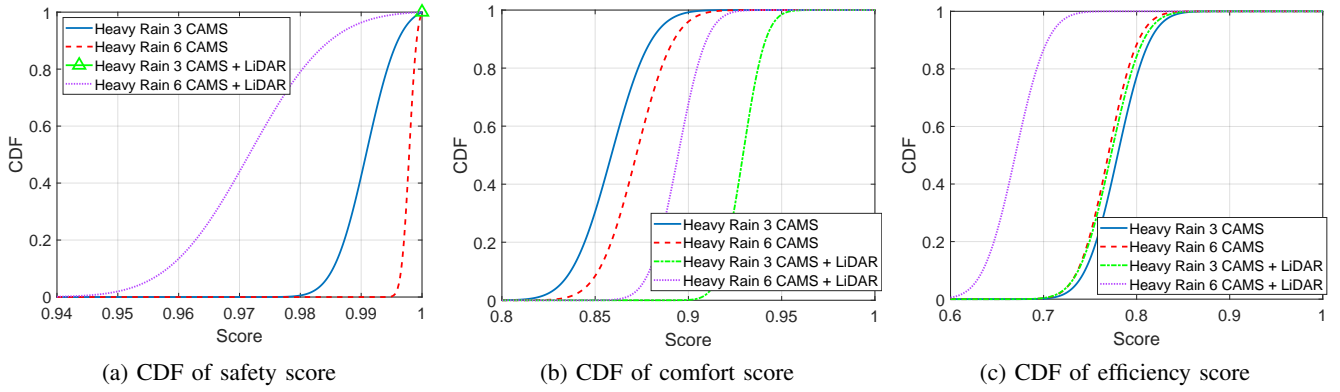 Heavy Rain 3 CAMS
Heavy Rain 6 CAMS
Heavy Rain 3 CAMS + LiDAR
Heavy Rain 6 CAMS + LiDAR
1
0.8
0.6
0.4
0.2
0
CDF
0.94 0.95 0.96 0.97 0.98 0.99 1
Score
(a) CDF of safety score
1
0.8
0.6
0.4
0.2
0
CDF
Heavy Rain 3 CAMS
Heavy Rain 6 CAMS
Heavy Rain 3 CAMS + LiDAR
Heavy Rain 6 CAMS + LiDAR
0.8 0.85 0.9 0.95 1
Score
(b) CDF of comfort score
1
0.8
0.6
0.4
0.2
0
CDF
Heavy Rain 3 CAMS
Heavy Rain 6 CAMS
Heavy Rain 3 CAMS + LiDAR
Heavy Rain 6 CAMS + LiDAR
0.6 0.7 0.8 0.9 1
Score
(c) CDF of efficiency score